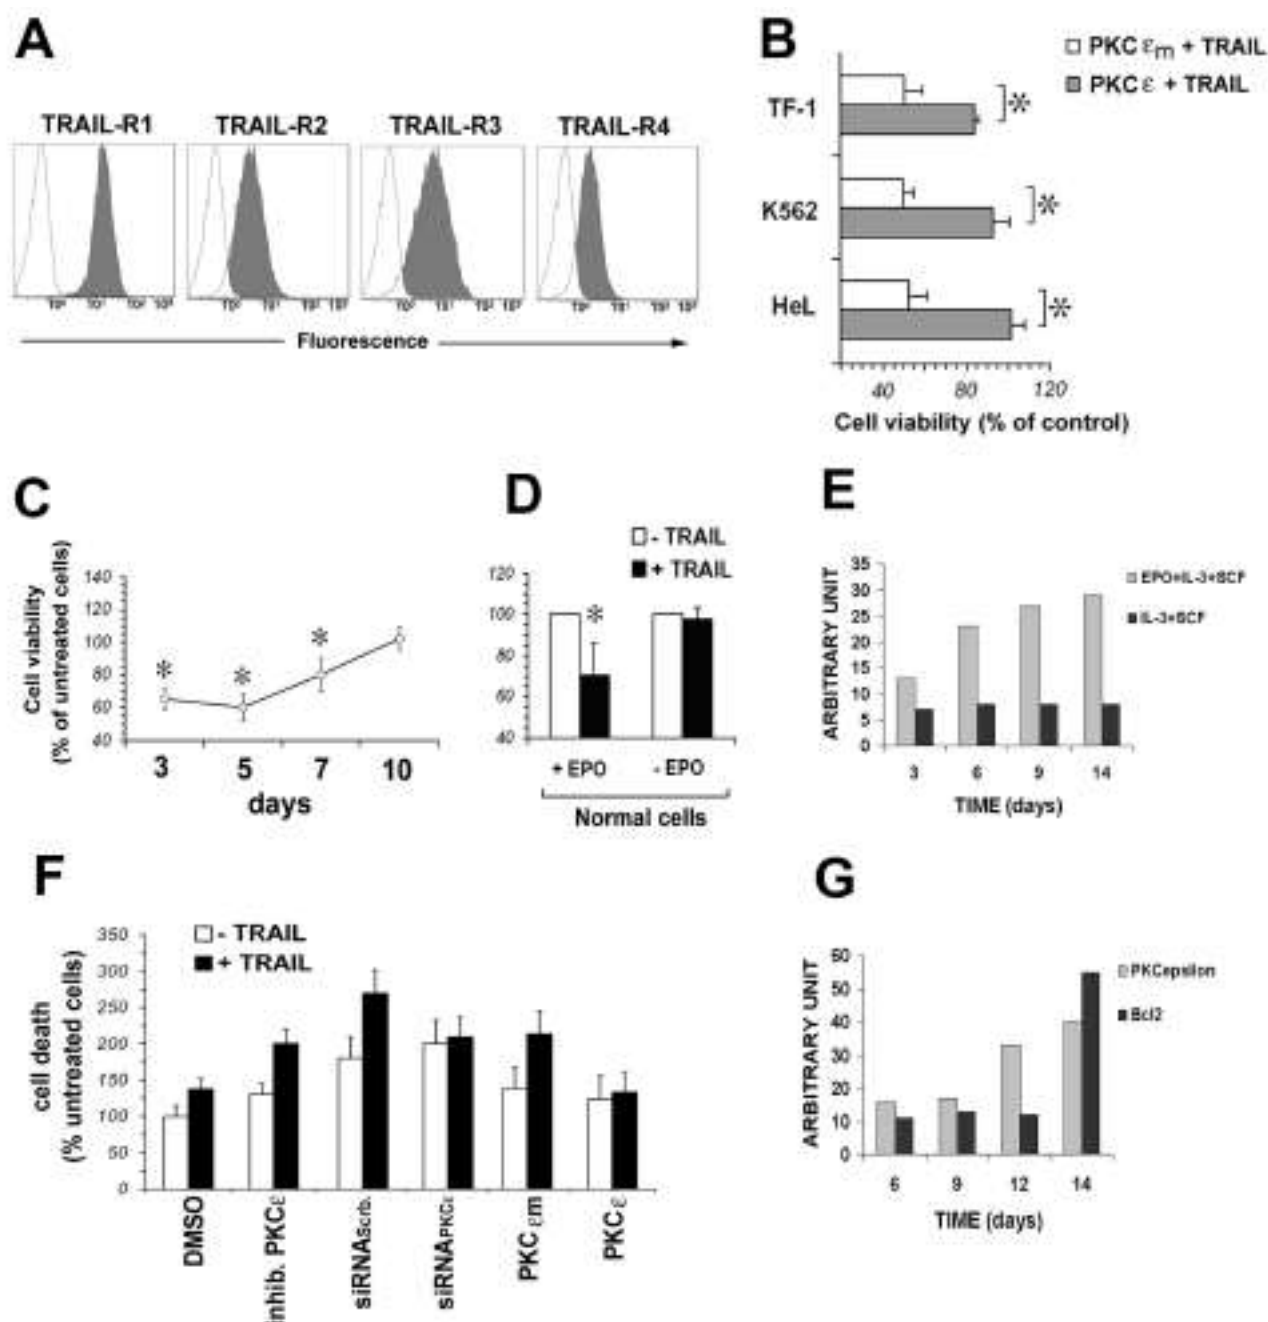 A
TRAIL-R1 TRAIL-R2 TRAIL-R3 TRAIL-R4
Fluorescence
B
PKC εm + TRAIL
PKC ε + TRAIL
TF-1
K562
HeL
40 80 120
Cell viability (% of control)
C
Cell viability
(% of untreated cells)
140
120
100
80
60
40
* * *
3 5 7 10
days
D
- TRAIL
+ TRAIL
120
100
80
60
40
*
+ EPO - EPO
Normal cells
E
ARBITRARY UNIT
35
30
25
20
15
10
5
0
EPO+IL-3+SCF
IL-3+SCF
3 6 9 14
TIME (days)
F
cell death
(% untreated cells)
350
300
250
200
150
100
50
0
- TRAIL
+ TRAIL
DMSO
inhib. PKCε
siRNAscrb.
siRNAPKCε
PKC εm
PKC ε
G
ARBITRARY UNIT
60
50
40
30
20
10
0
PKCepsilon
Bcl2
6 9 12 14
TIME (days)